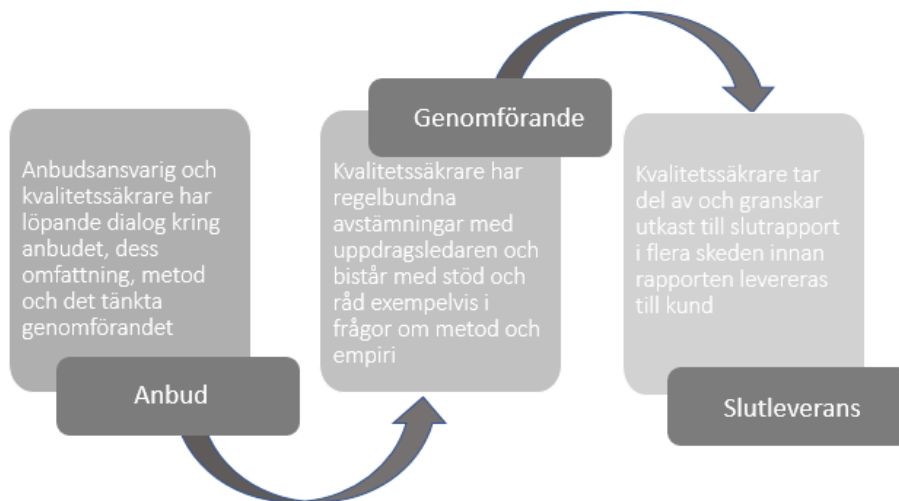 Anbudsansvarig och
kvalitetssäkrare har
löpande dialog kring
anbudet, dess
omfattning, metod
och det tänkta
genomförandet
Anbud
Genomförande
Kvalitetssäkrare har
regelbundna
avstämningar med
uppdragsledaren och
bistår med stöd och
råd exempelvis i
frågor om metod och
empiri
Kvalitetssäkrare tar
del av och granskar
utkast till slutrapport
i flera skeden innan
rapporten levereras
till kund
Slutleverans